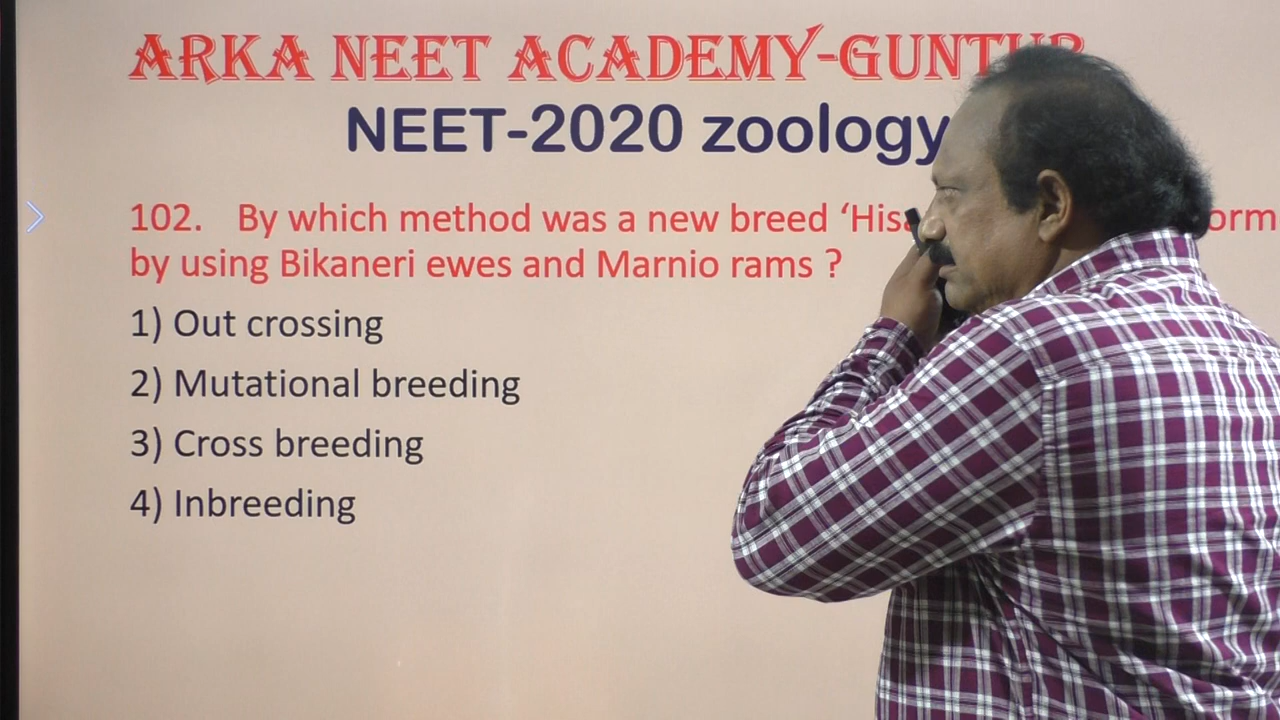 ARKA NEET ACADEMY-GUNTUR
NEET-2020 zoology
102. By which method was a new breed ‘His
by using Bikaneri ewes and Marnio rams ?
1) Out crossing
2) Mutational breeding
3) Cross breeding
4) Inbreeding